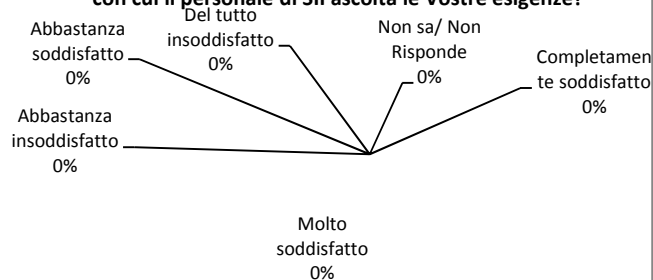 con cui il personale di Sil ascolta le Vostre esigenze?
Del tutto
insoddisfatto
0%
Non sa/ Non
Risponde
0%
Abbastanza
soddisfatto
0%
Completamen
te soddisfatto
0%
Abbastanza
insoddisfatto
0%
Molto
soddisfatto
0%